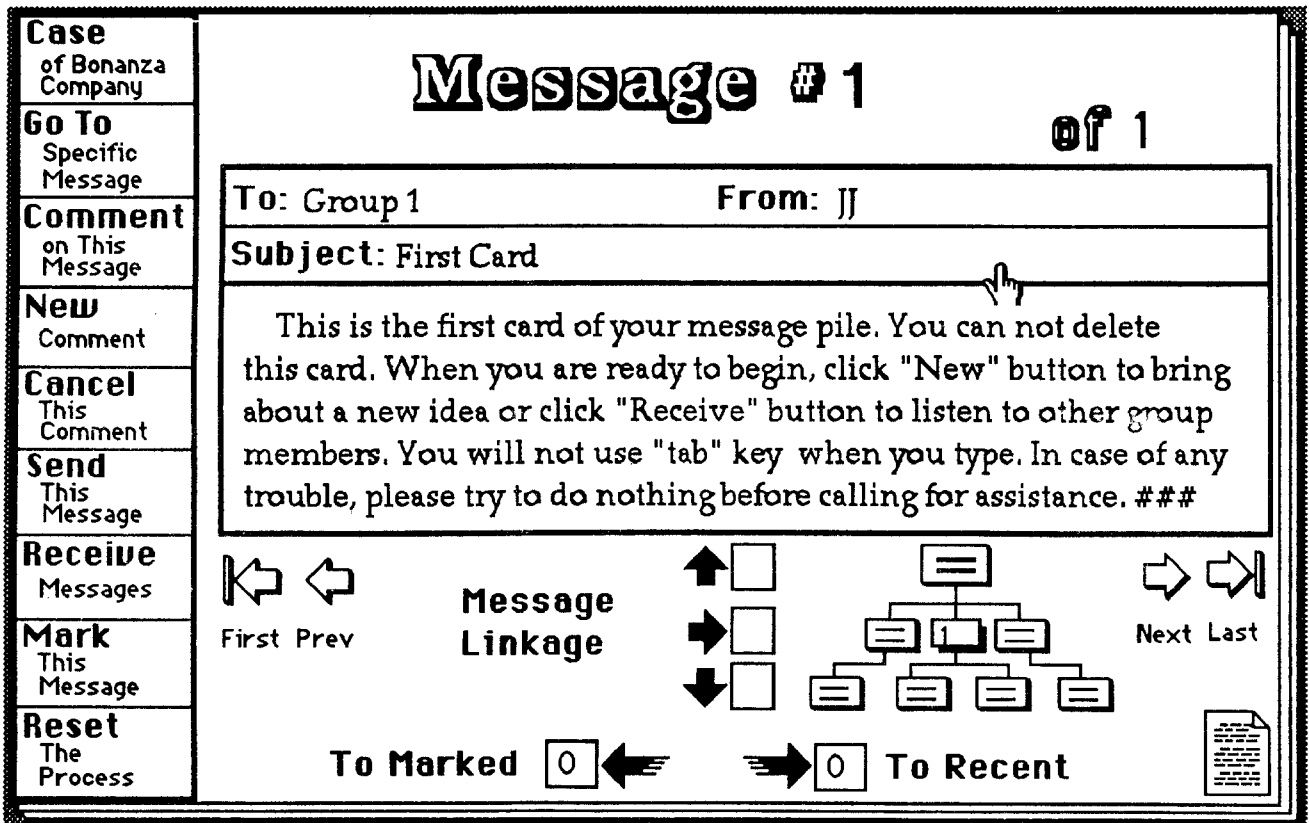 Case
of Bonanza
Company
Go To
Specific
Message
Comment
on This
Message
New
Comment
Cancel
This
Comment
Send
This
Message
Receive
Messages
Mark
This
Message
Reset
The
Process
Message # 1
of 1
To: Group 1 From: JJ
Subject: First Card
This is the first card of your message pile. You can not delete
this card. When you are ready to begin, click "New" button to bring
about a new idea or click "Receive" button to listen to other group
members. You will not use "tab" key when you type. In case of any
trouble, please try to do nothing before calling for assistance. ###
First Prev
Message
Linkage
1
Next Last
To Marked 0
0 To Recent